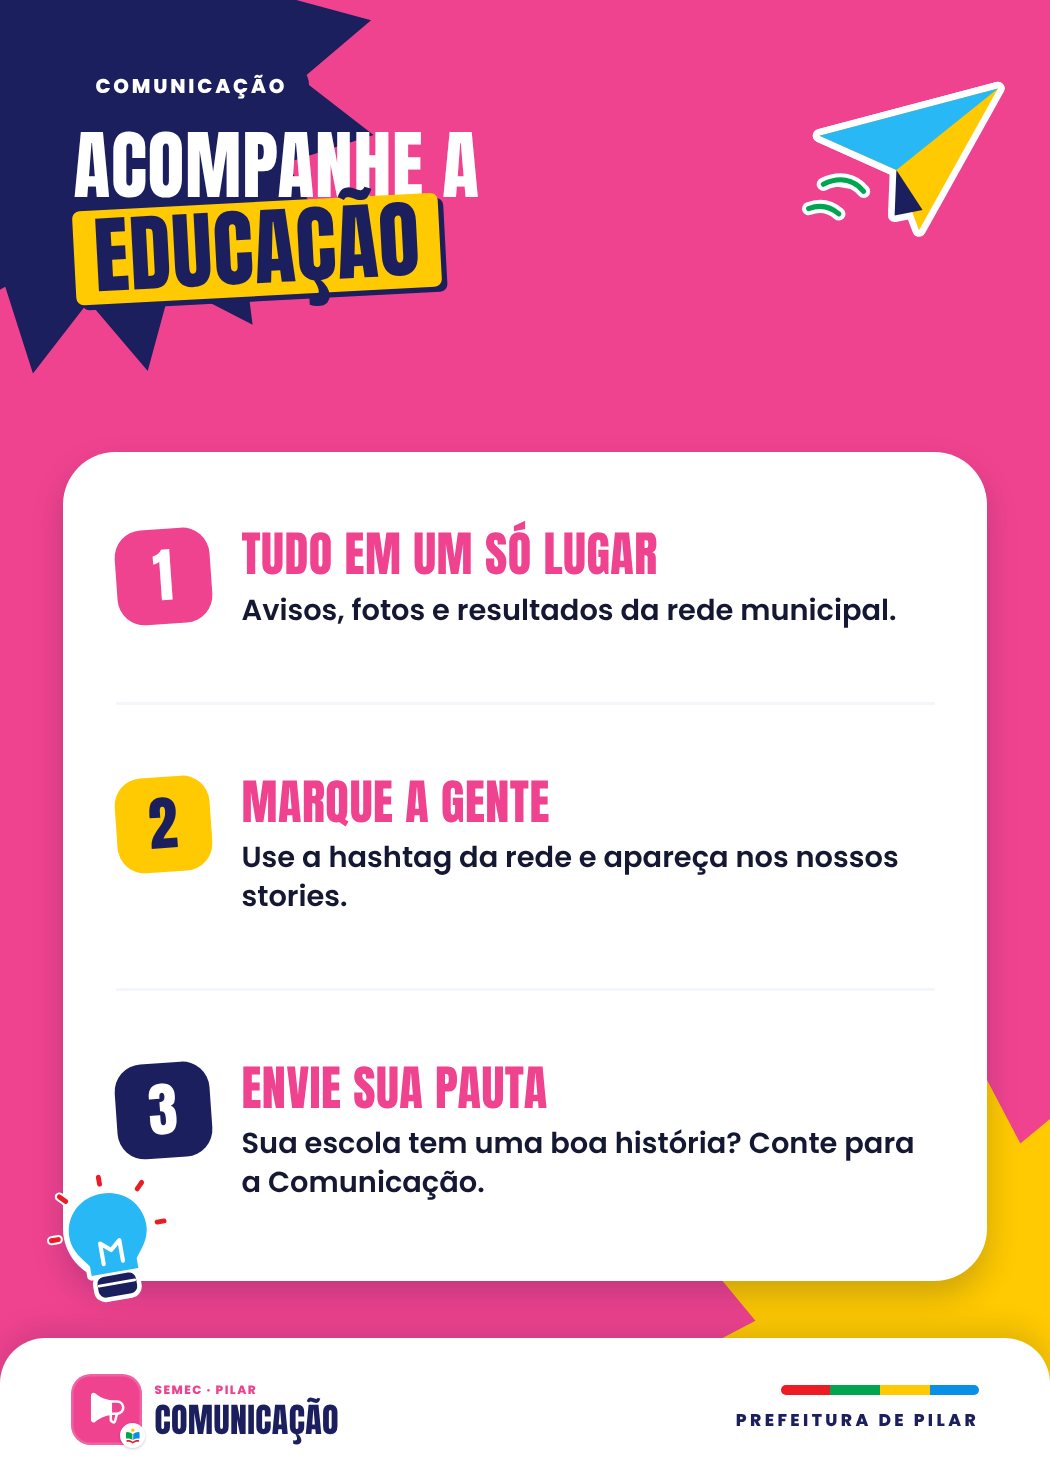 COMUNICAÇÃO
ACOMPANHE A
EDUCAÇÃO
1
TUDO EM UM SÓ LUGAR
Avisos, fotos e resultados da rede municipal.
2
MARQUE A GENTE
Use a hashtag da rede e apareça nos nossos
stories.
3
ENVIE SUA PAUTA
Sua escola tem uma boa história? Conte para
a Comunicação.
SEMEC · PILAR
COMUNICAÇÃO
PREFEITURA DE PILAR